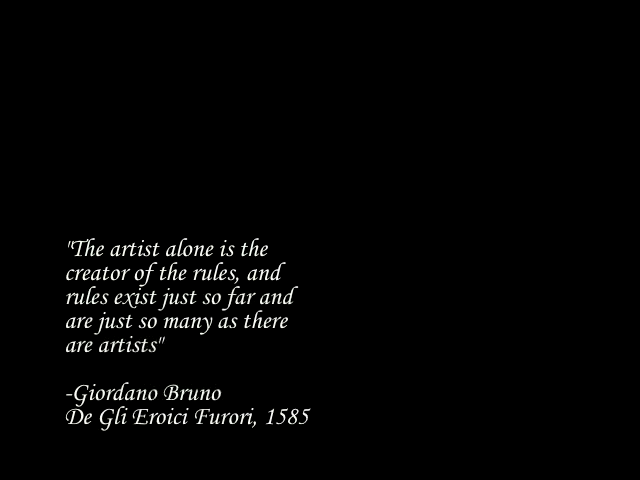 "The artist alone is the
creator of the rules, and
rules exist just so far and
are just so many as there
are artists"
-Giordano Bruno
De Gli Eroici Furori, 1585